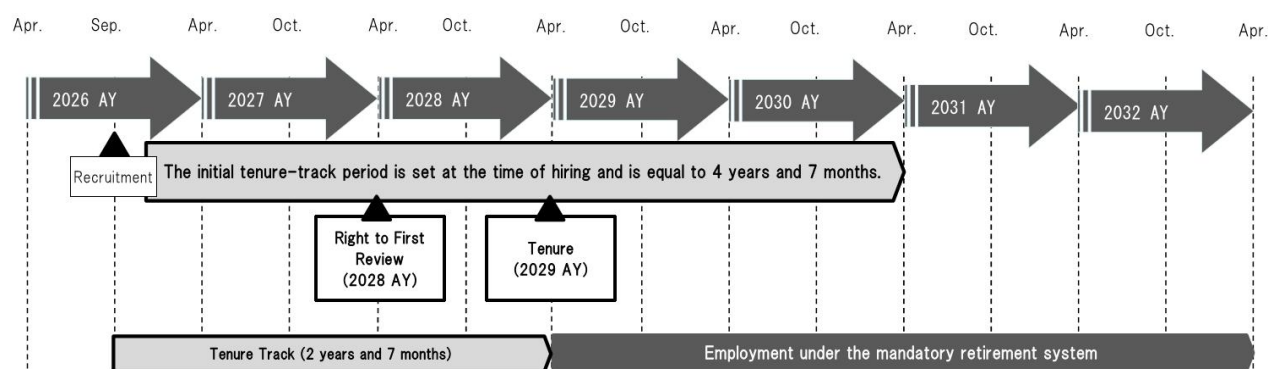 Apr. Sep. Apr. Oct. Apr. Oct. Apr. Oct. Apr. Oct. Apr. Oct. Apr. Oct. Apr.
2026 AY 2027 AY 2028 AY 2029 AY 2030 AY 2031 AY 2032 AY
Recruitment
The initial tenure-track period is set at the time of hiring and is equal to 4 years and 7 months.
Right to First
Review
(2028 AY)
Tenure
(2029 AY)
Tenure Track (2 years and 7 months)
Employment under the mandatory retirement system